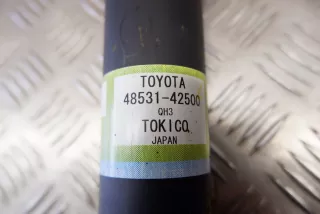 TOYOTA
48531-42500
QH3
TOKICO
JAPAN